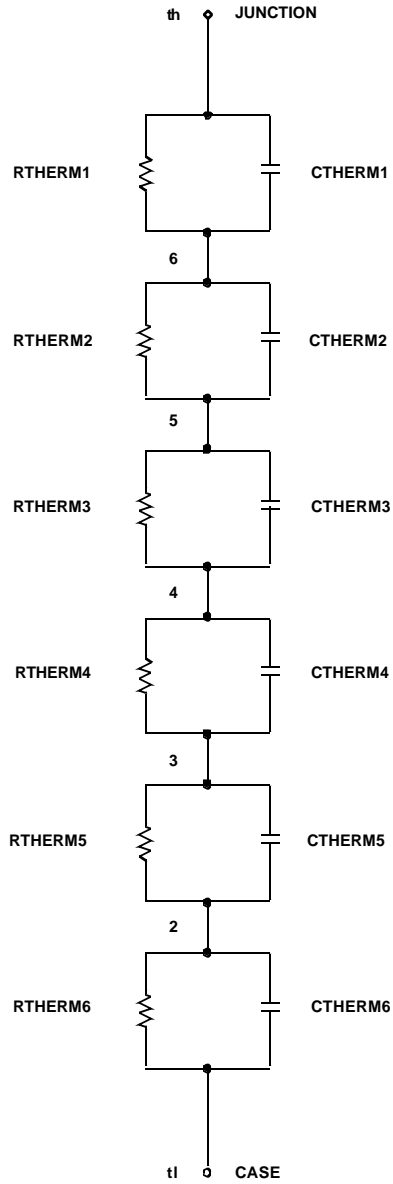 th JUNCTION
RTHERM1 CTHERM1
6
RTHERM2 CTHERM2
5
RTHERM3 CTHERM3
4
RTHERM4 CTHERM4
3
RTHERM5 CTHERM5
2
RTHERM6 CTHERM6
tl CASE